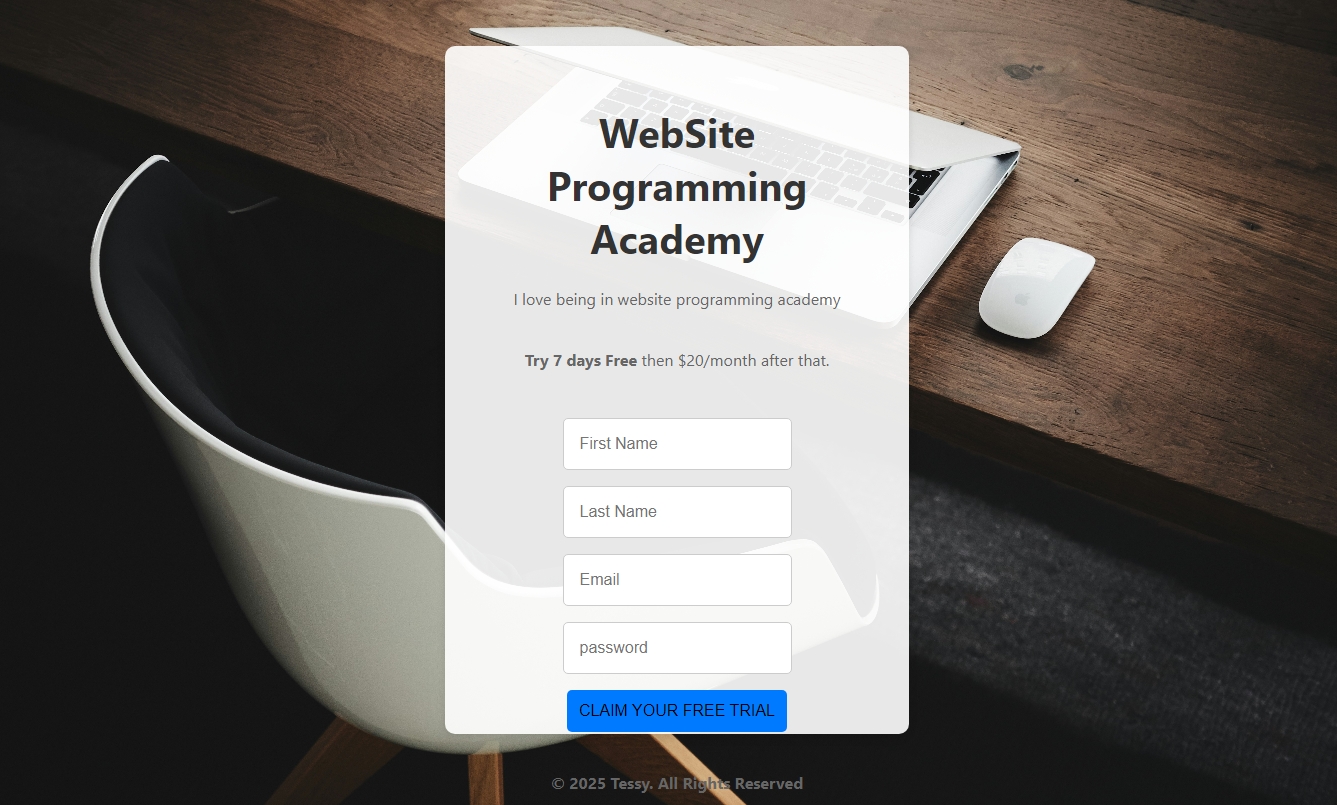 WebSite
Programming
Academy
I love being in website programming academy
Try 7 days Free then $20/month after that.
First Name
Last Name
Email
password
CLAIM YOUR FREE TRIAL
© 2025 Tessy. All Rights Reserved